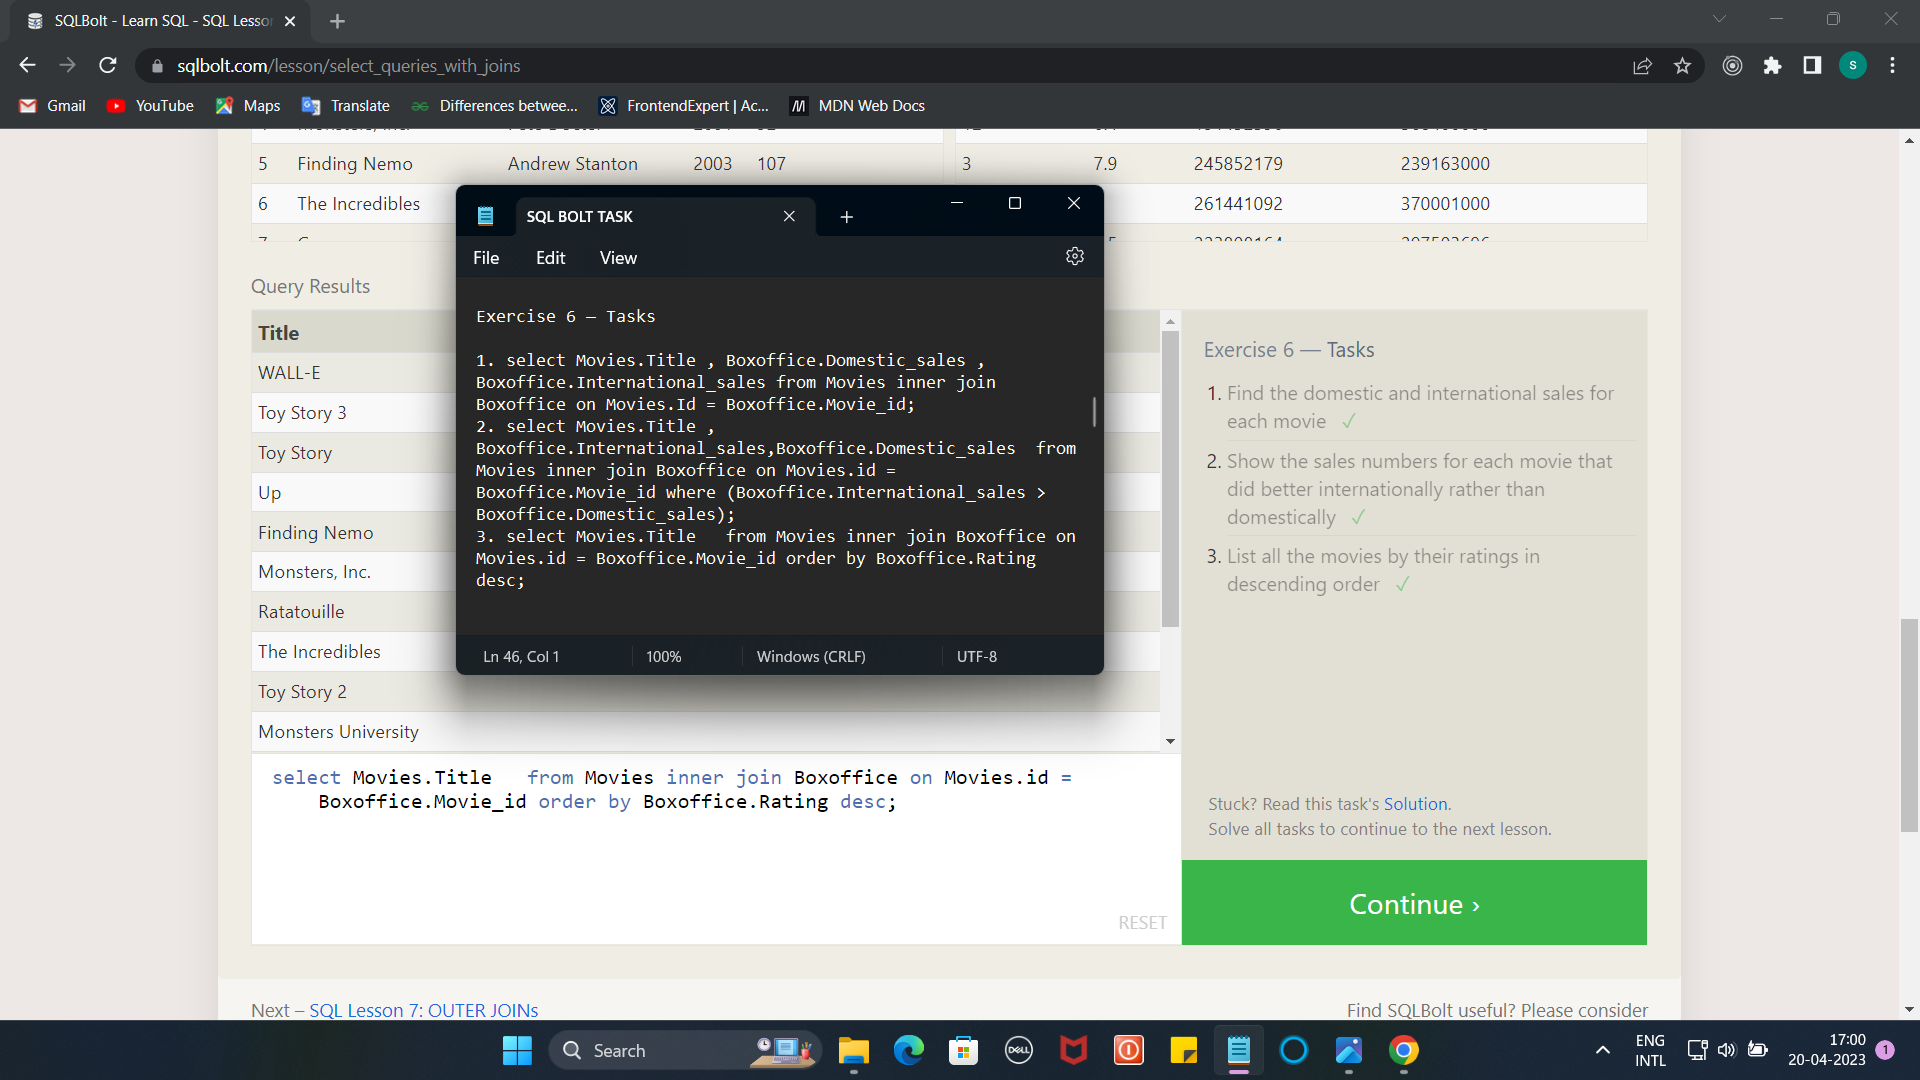 SQLBolt - Learn SQL - SQL Lesso
sqlbolt.com/lesson/select_queries_with_joins
S
Gmail YouTube Maps Translate Differences betwee... FrontendExpert | Ac... MDN Web Docs
5 Finding Nemo Andrew Stanton 2003 107 3 7.9 245852179 239163000
6 The Incredibles 261441092 370001000
SQL BOLT TASK
File Edit View
Exercise 6 — Tasks
1. select Movies.Title , Boxoffice.Domestic_sales ,
Boxoffice.International_sales from Movies inner join
Boxoffice on Movies.Id = Boxoffice.Movie_id;
2. select Movies.Title ,
Boxoffice.International_sales,Boxoffice.Domestic_sales  from
Movies inner join Boxoffice on Movies.id =
Boxoffice.Movie_id where (Boxoffice.International_sales >
Boxoffice.Domestic_sales);
3. select Movies.Title   from Movies inner join Boxoffice on
Movies.id = Boxoffice.Movie_id order by Boxoffice.Rating
desc;
Ln 46, Col 1 100% Windows (CRLF) UTF-8
Query Results
Title
WALL-E
Toy Story 3
Toy Story
Up
Finding Nemo
Monsters, Inc.
Ratatouille
The Incredibles
Toy Story 2
Monsters University
select Movies.Title   from Movies inner join Boxoffice on Movies.id =
Boxoffice.Movie_id order by Boxoffice.Rating desc;
RESET
Exercise 6 — Tasks
1. Find the domestic and international sales for
each movie ✓
2. Show the sales numbers for each movie that
did better internationally rather than
domestically ✓
3. List all the movies by their ratings in
descending order ✓
Stuck? Read this task's Solution.
Solve all tasks to continue to the next lesson.
Continue ›
Next – SQL Lesson 7: OUTER JOINs
Find SQLBolt useful? Please consider
Search
DELL
ENG
INTL
17:00
20-04-2023
1